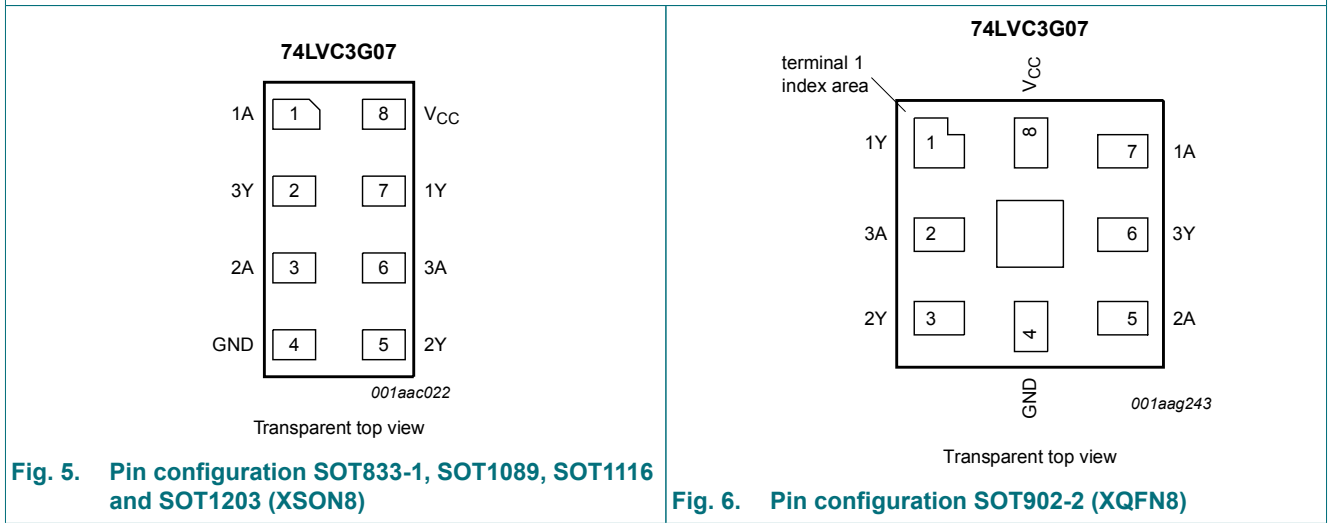 74LVC3G07
1A 1 8 VCC
3Y 2 7 1Y
2A 3 6 3A
GND 4 5 2Y
001aac022
Transparent top view
Fig. 5. Pin configuration SOT833-1, SOT1089, SOT1116
and SOT1203 (XSON8)
74LVC3G07
terminal 1
index area
VCC
1Y 1 8 7 1A
3A 2 6 3Y
2Y 3 4 5 2A
GND
001aag243
Transparent top view
Fig. 6. Pin configuration SOT902-2 (XQFN8)